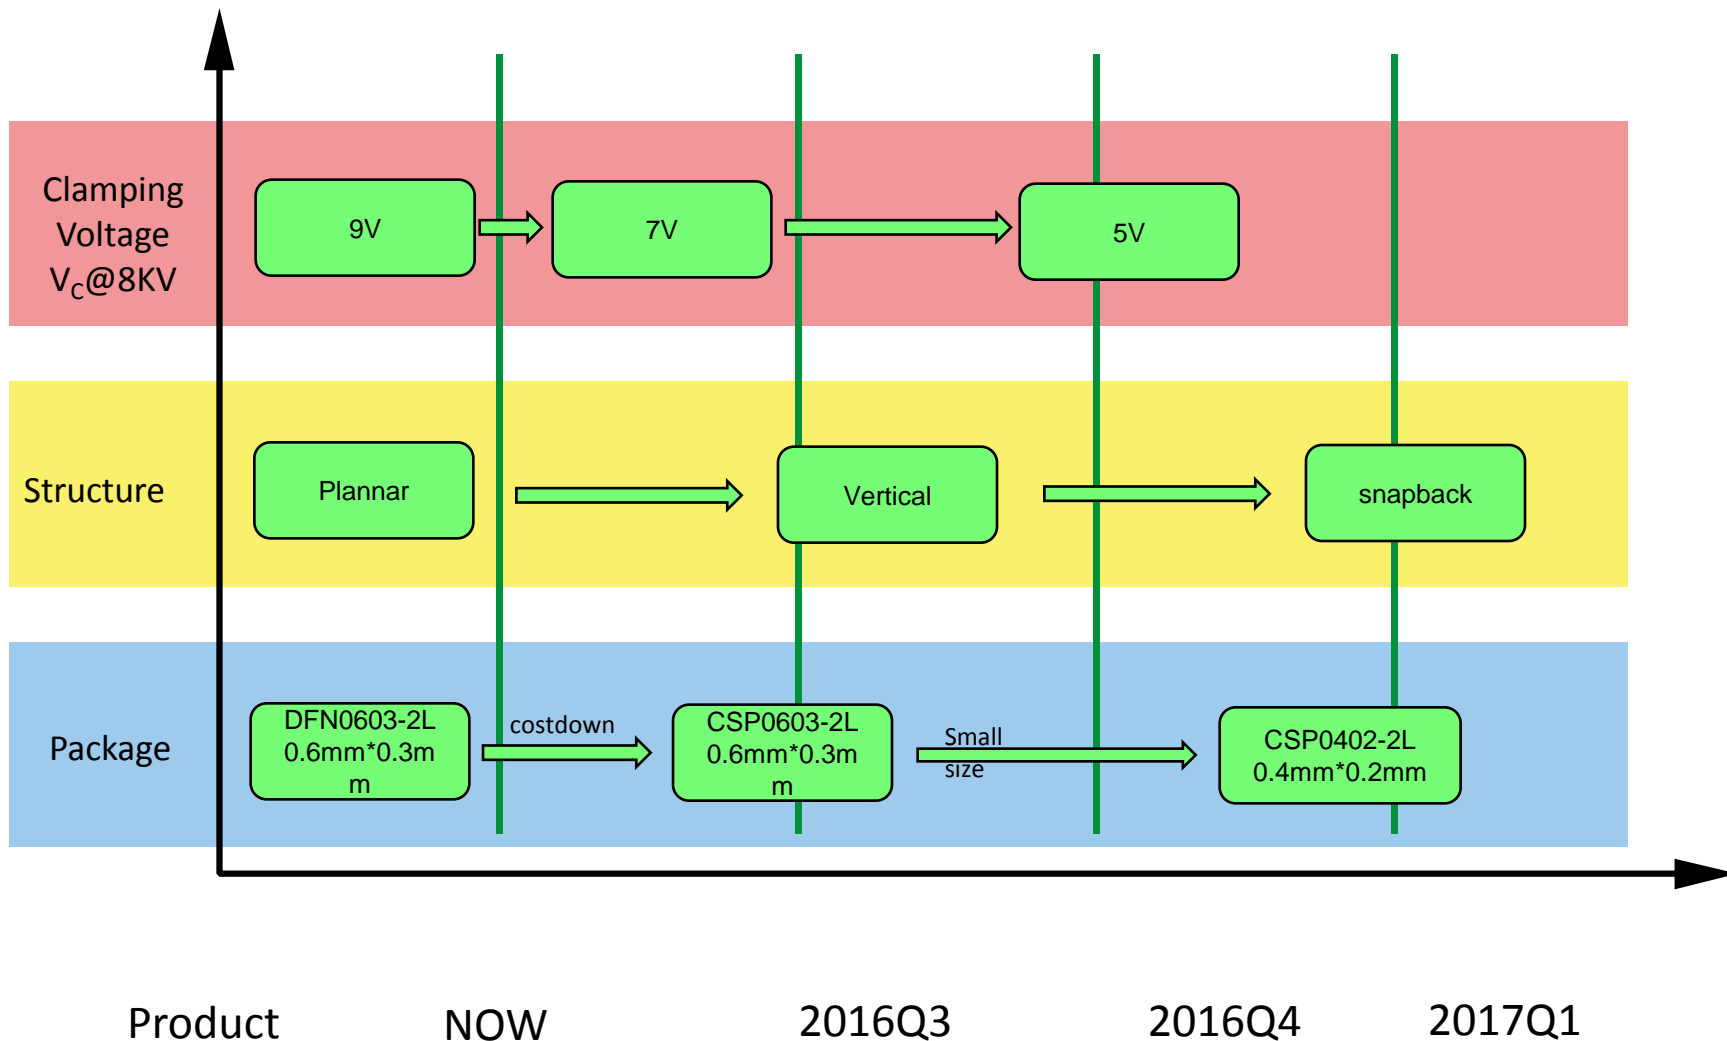 Clamping
Voltage
VC@8KV
9V
7V
5V
Structure
Plannar
Vertical
snapback
Package
DFN0603-2L
0.6mm*0.3m
m
costdown
CSP0603-2L
0.6mm*0.3m
m
Small
size
CSP0402-2L
0.4mm*0.2mm
Product
NOW
2016Q3
2016Q4
2017Q1